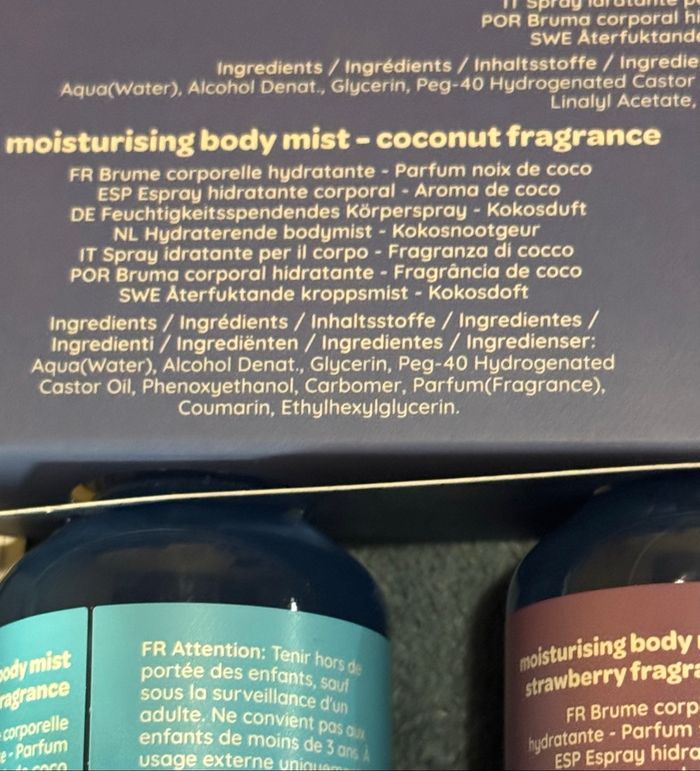 IT Spray idratante p
POR Bruma corporal hi
SWE Återfuktande
Ingredients / Ingrédients / Inhaltsstoffe / Ingredie
Aqua(Water), Alcohol Denat., Glycerin, Peg-40 Hydrogenated Castor
Linalyl Acetate,
moisturising body mist - coconut fragrance
FR Brume corporelle hydratante - Parfum noix de coco
ESP Espray hidratante corporal - Aroma de coco
DE Feuchtigkeitsspendendes Körperspray - Kokosduft
NL Hydraterende bodymist - Kokosnootgeur
IT Spray idratante per il corpo - Fragranza di cocco
POR Bruma corporal hidratante - Fragrância de coco
SWE Återfuktande kroppsmist - Kokosdoft
Ingredients / Ingrédients / Inhaltsstoffe / Ingredientes /
Ingredienti / Ingrediënten / Ingredientes / Ingredienser:
Aqua(Water), Alcohol Denat., Glycerin, Peg-40 Hydrogenated
Castor Oil, Phenoxyethanol, Carbomer, Parfum(Fragrance),
Coumarin, Ethylhexylglycerin.
body mist
ragrance
corporelle
e - Parfum
de coco
FR Attention: Tenir hors de
portée des enfants, sauf
sous la surveillance d'un
adulte. Ne convient pas aux
enfants de moins de 3 ans. À
usage externe uniquem
moisturising body
strawberry fragra
FR Brume corp
hydratante - Parfum
ESP Espray hidra